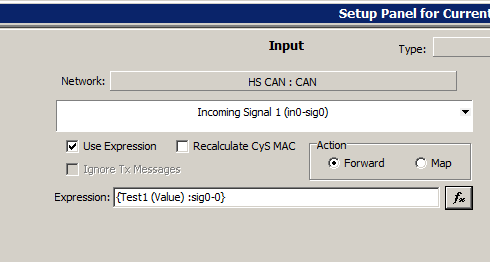 Setup Panel for Current
Input
Type:
Network:
HS CAN : CAN
Incoming Signal 1 (in0-sig0)
Use Expression
Recalculate CyS MAC
Action
Ignore Tx Messages
Forward
Map
Expression:
{Test1 (Value) :sig0-0}
fx